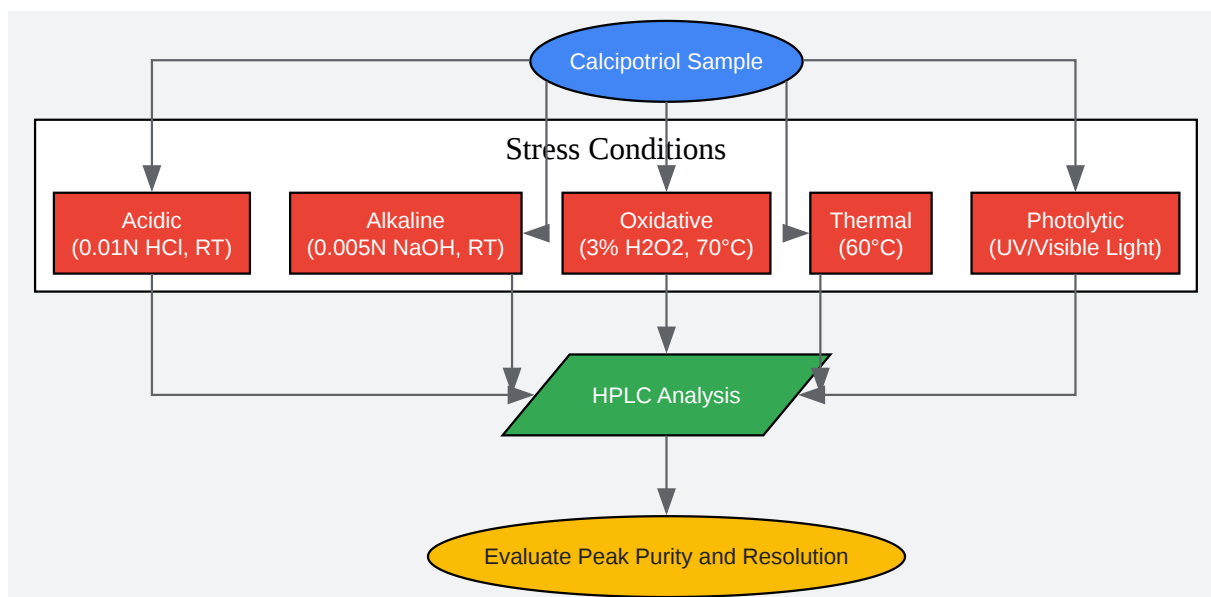 Calcipotriol Sample
Stress Conditions
Acidic
(0.01N HCl, RT)
Alkaline
(0.005N NaOH, RT)
Oxidative
(3% H2O2, 70°C)
Thermal
(60°C)
Photolytic
(UV/Visible Light)
HPLC Analysis
Evaluate Peak Purity and Resolution